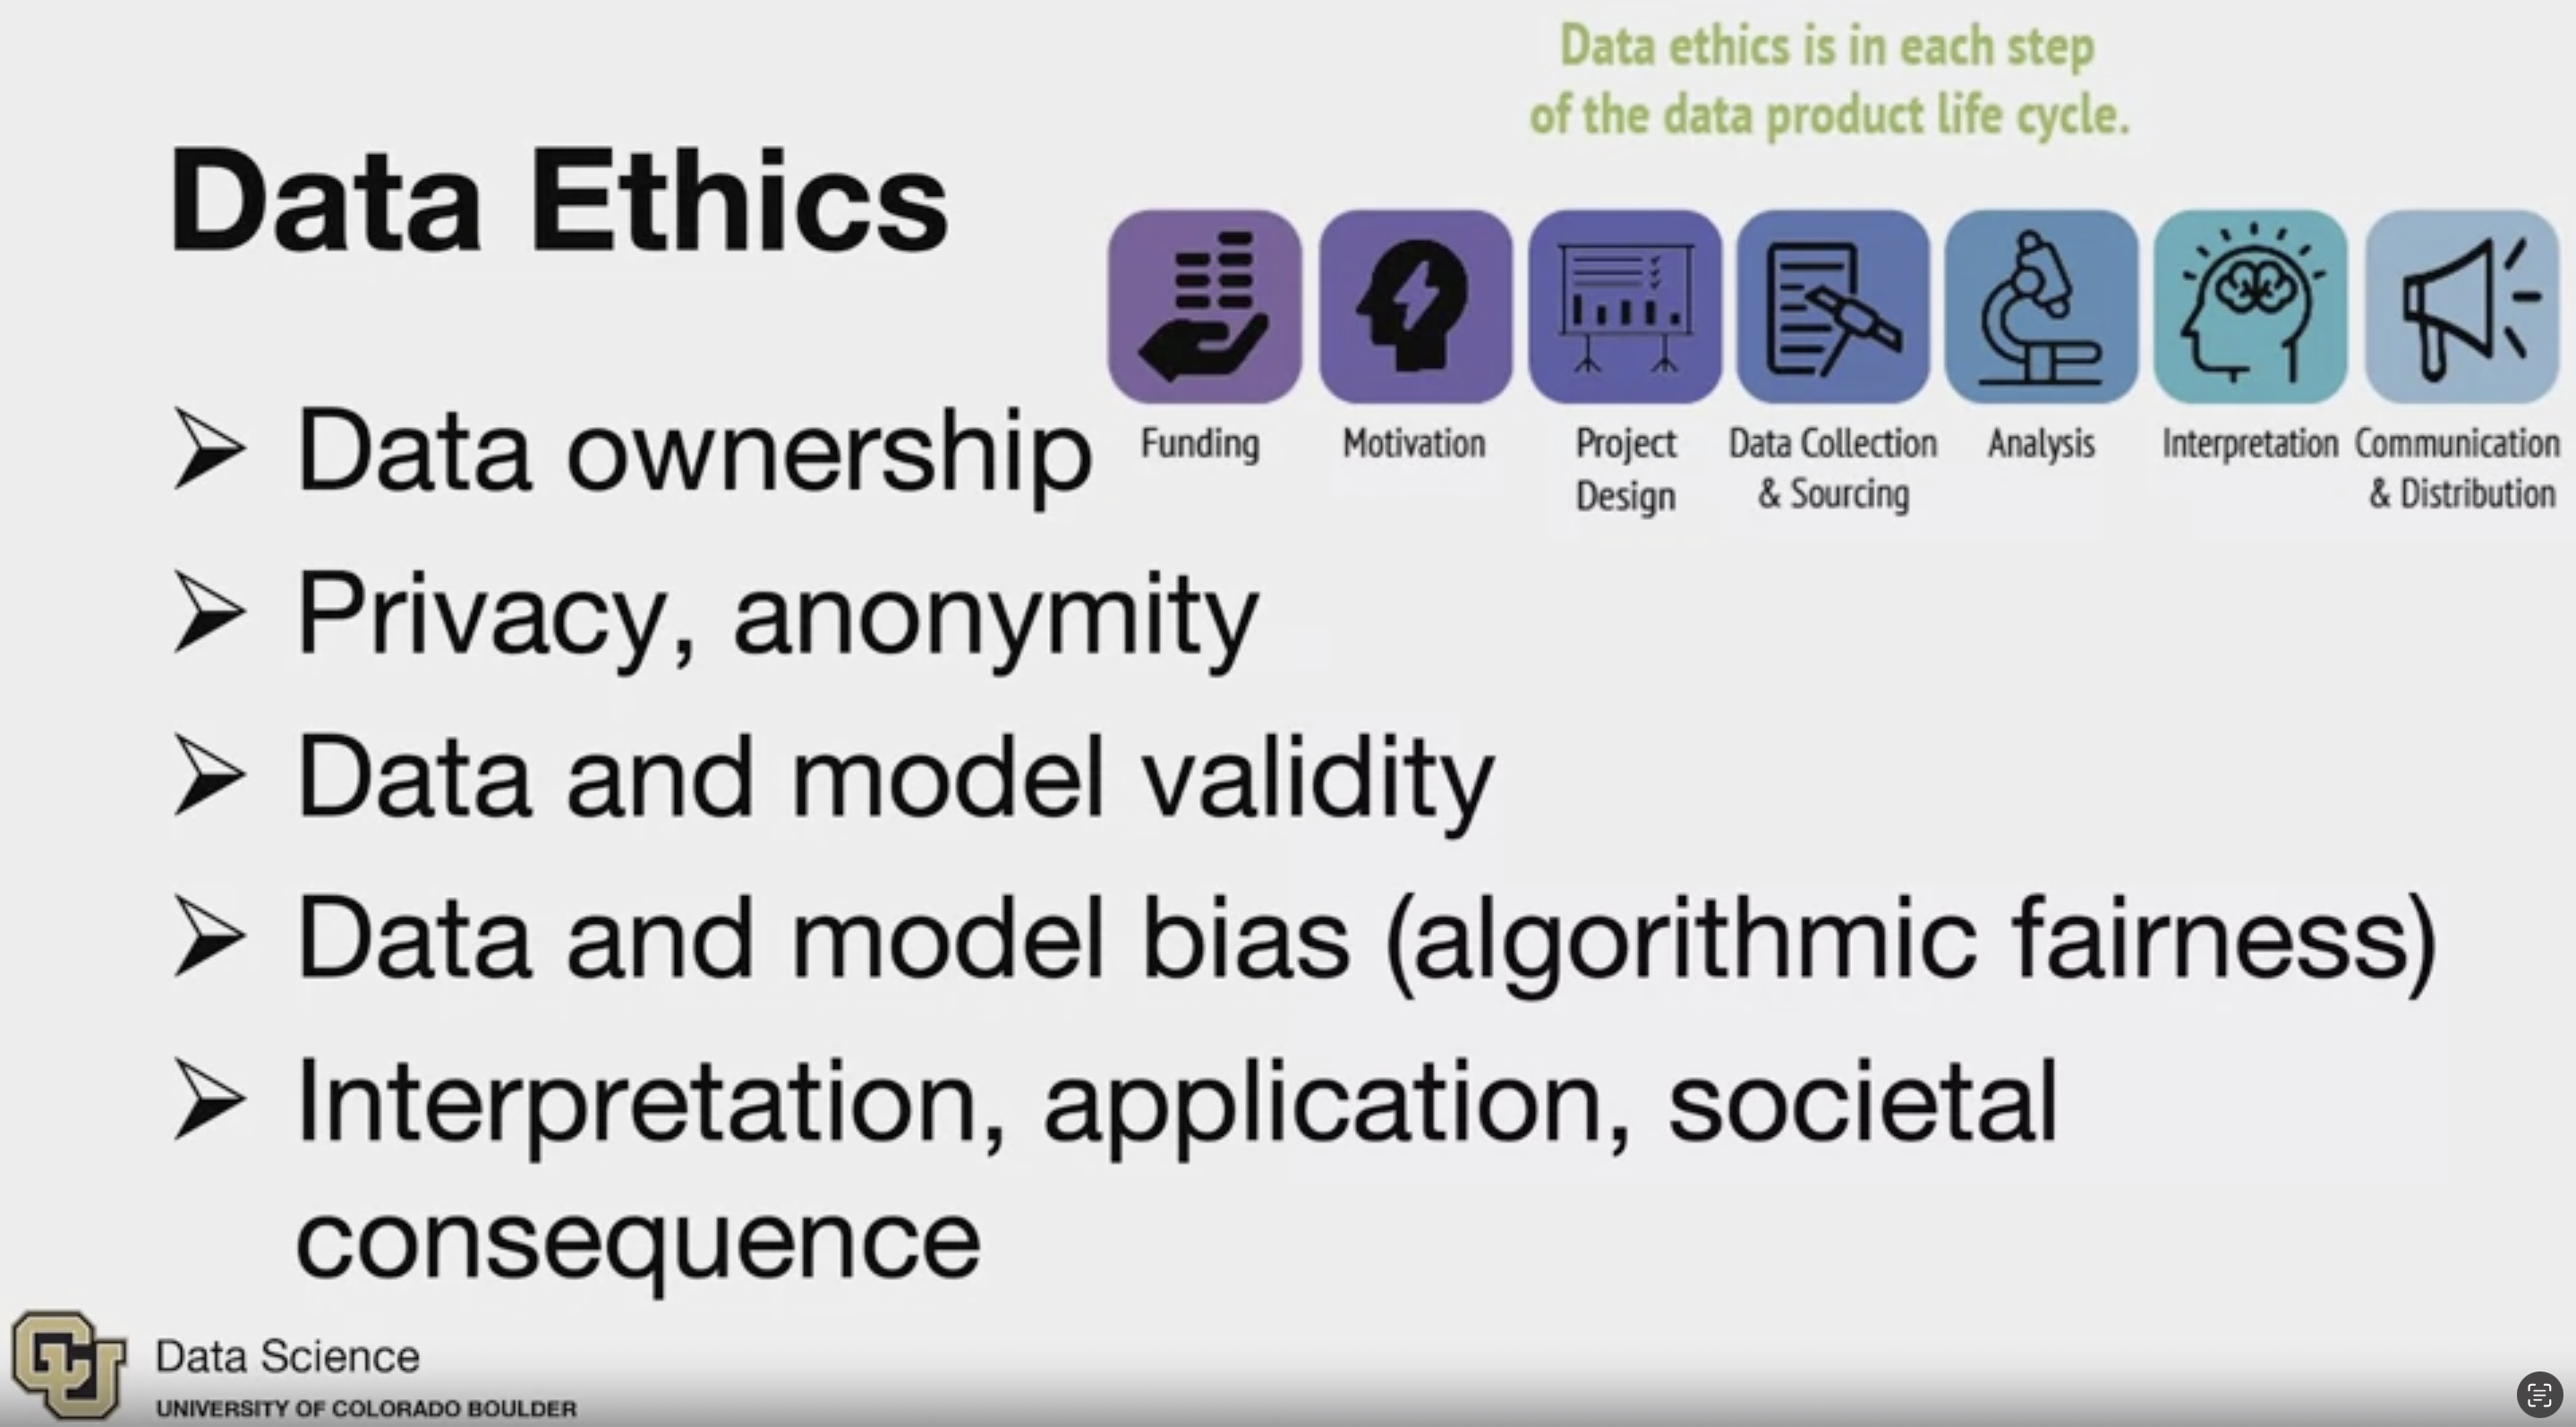 Data ethics is in each step
of the data product life cycle.
Data Ethics
Funding
Motivation
Project
Design
Data Collection
& Sourcing
Analysis
Interpretation
Communication
& Distribution
➢ Data ownership
➢ Privacy, anonymity
➢ Data and model validity
➢ Data and model bias (algorithmic fairness)
➢ Interpretation, application, societal
consequence
CU
Data Science
UNIVERSITY OF COLORADO BOULDER